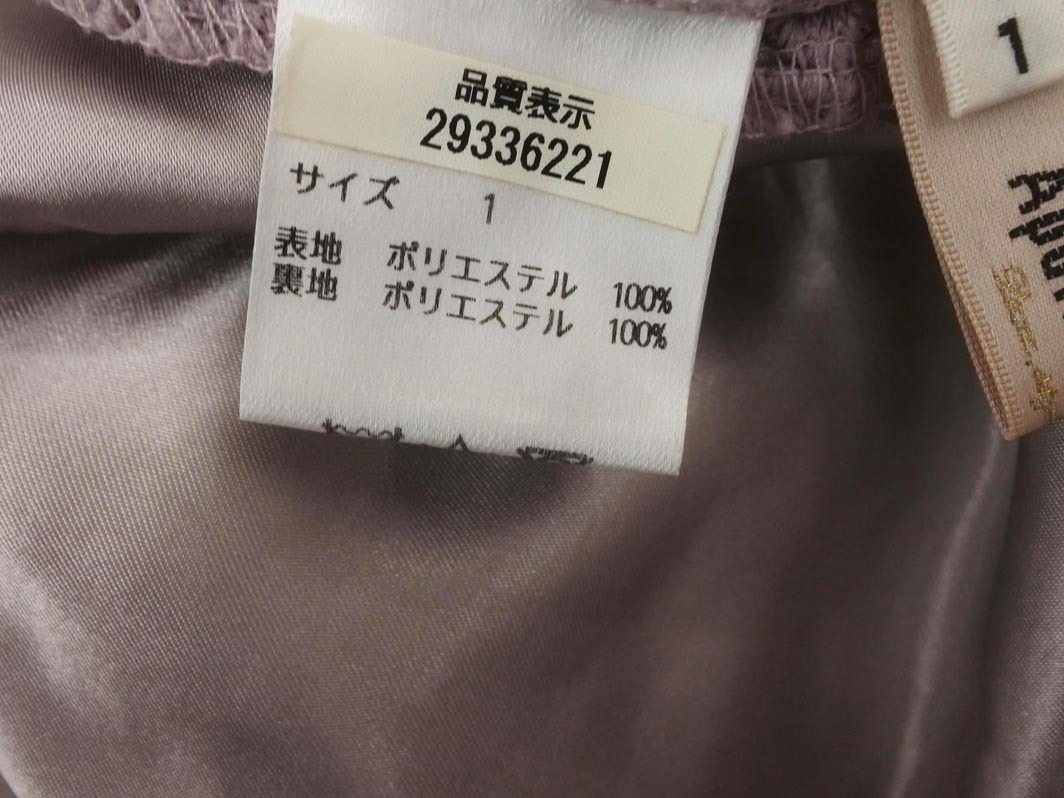 品質表示
29336221
サイズ 1
表地 ポリエステル 100%
裏地 ポリエステル 100%
1